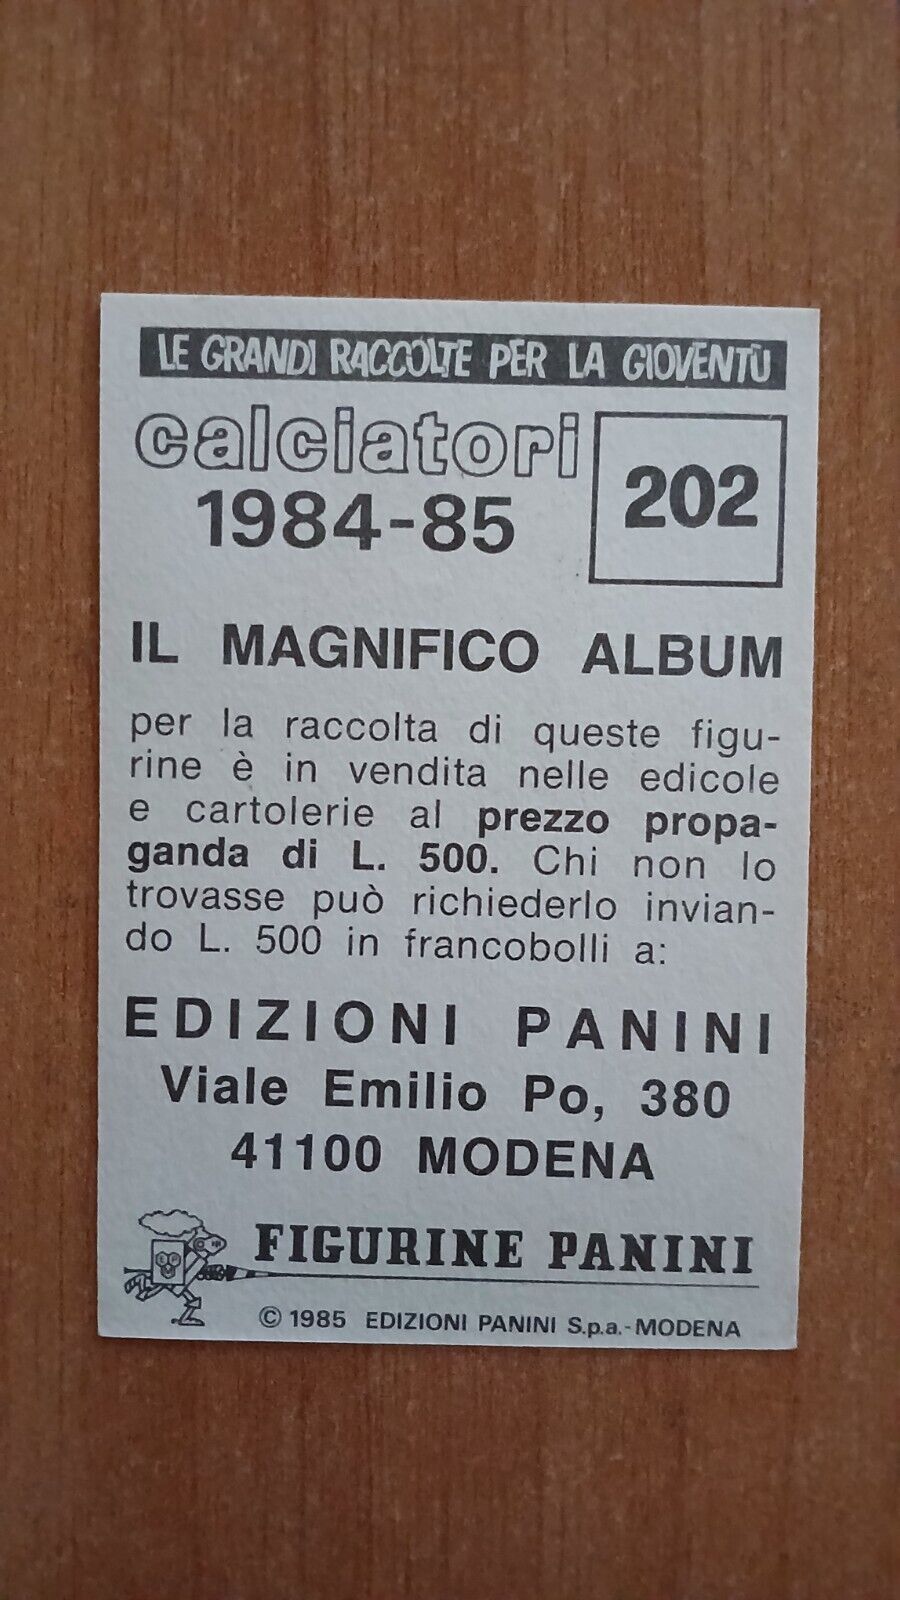 LE GRANDI RACCOLTE PER LA GIOVENTÙ
calciatori
1984-85
202
IL MAGNIFICO ALBUM
per la raccolta di queste figu-
rine è in vendita nelle edicole
e cartolerie al prezzo propa-
ganda di L. 500. Chi non lo
trovasse può richiederlo invian-
do L. 500 in francobolli a:
EDIZIONI PANINI
Viale Emilio Po, 380
41100 MODENA
FIGURINE PANINI
© 1985 EDIZIONI PANINI S.p.a.-MODENA